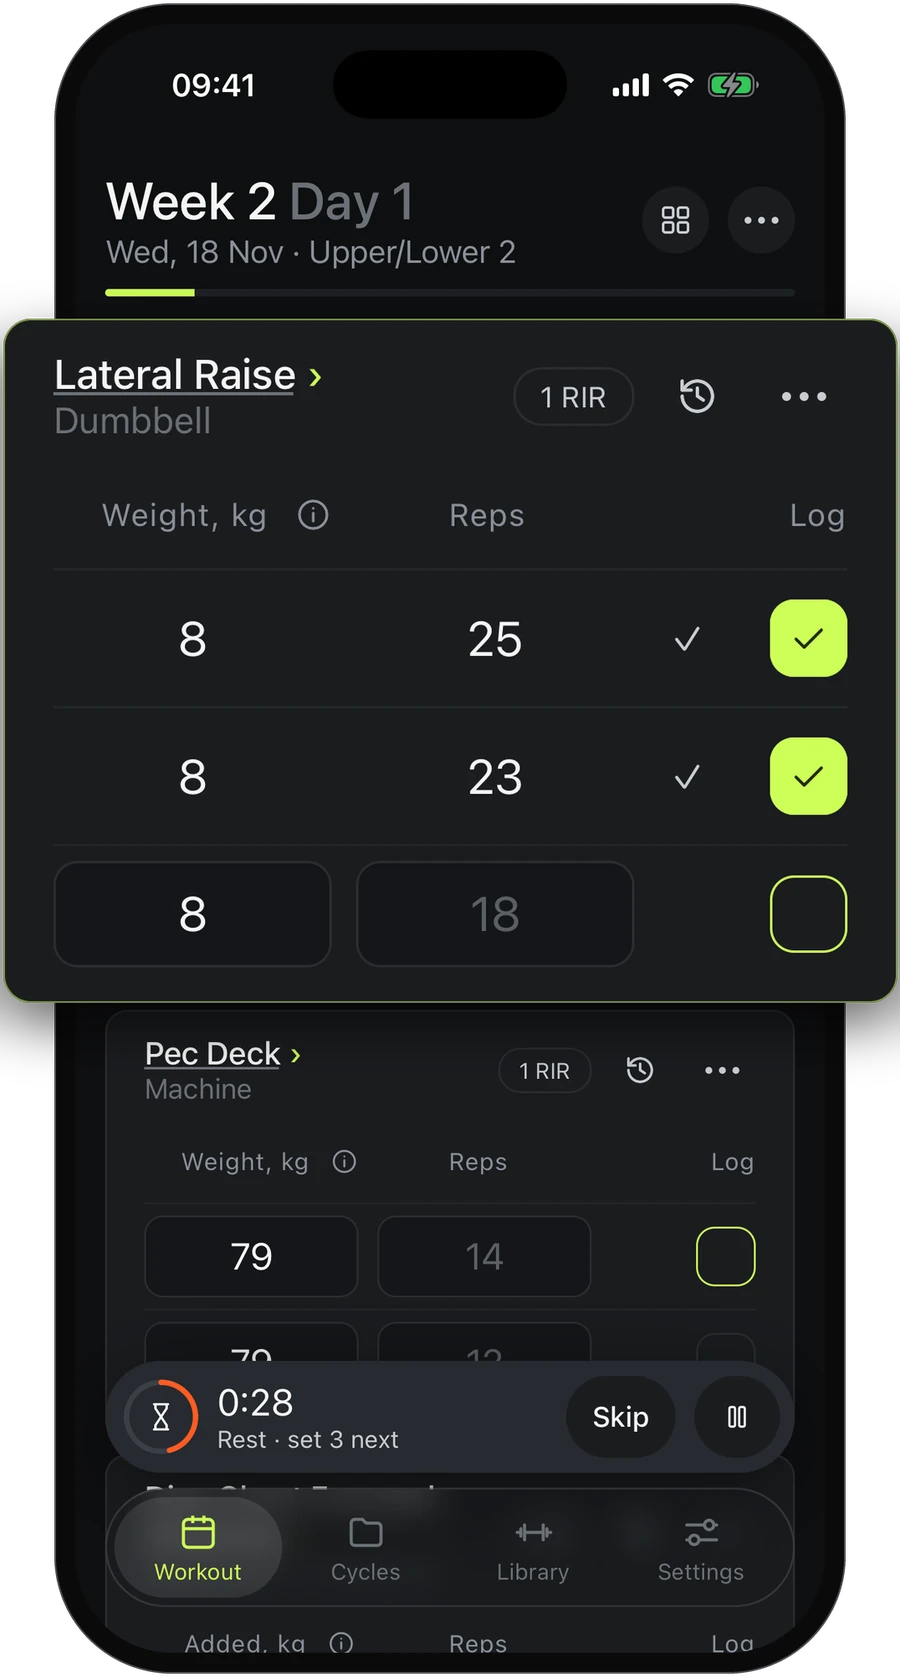 09:41
Week 2 Day 1
Wed, 18 Nov · Upper/Lower 2
Lateral Raise ›
Dumbbell
1 RIR
Weight, kg Reps Log
8 25
8 23
8 18
Pec Deck ›
Machine
1 RIR
Weight, kg Reps Log
79 14
79 12
0:28
Rest · set 3 next
Skip
Workout Cycles Library Settings
Added, kg Reps Log